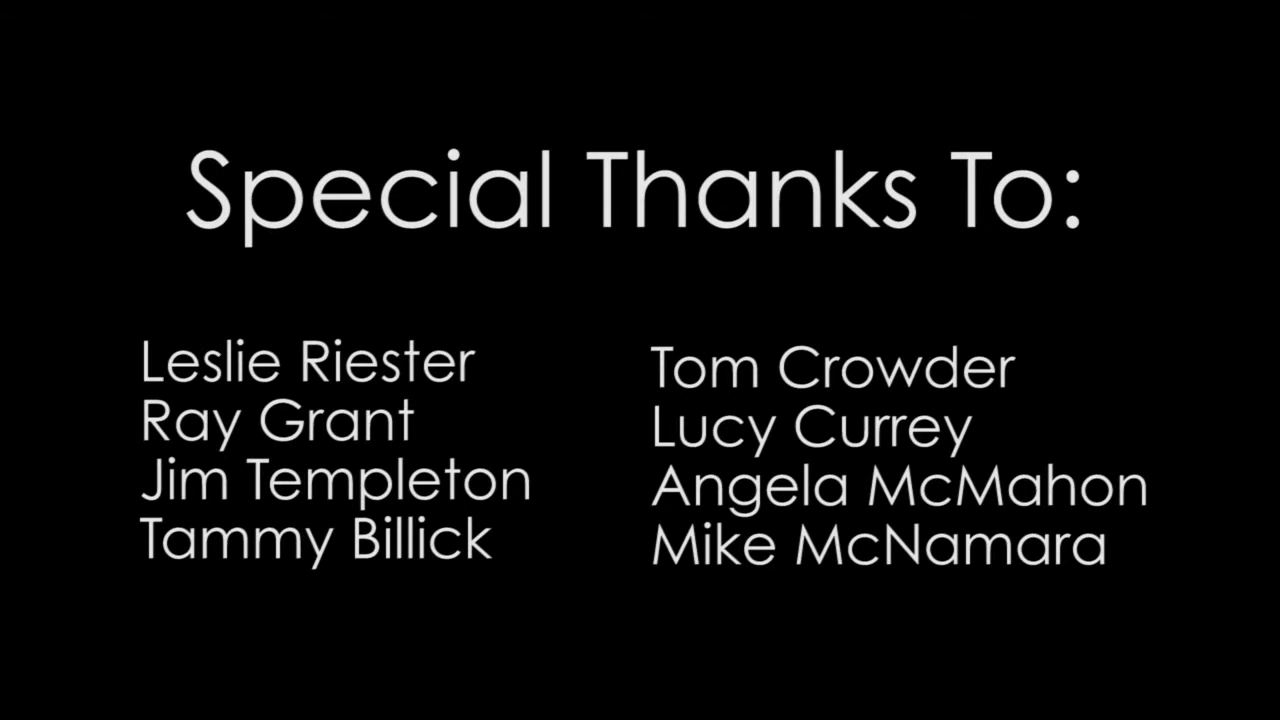 Special Thanks To:
Leslie Riester
Ray Grant
Jim Templeton
Tammy Billick
Tom Crowder
Lucy Currey
Angela McMahon
Mike McNamara